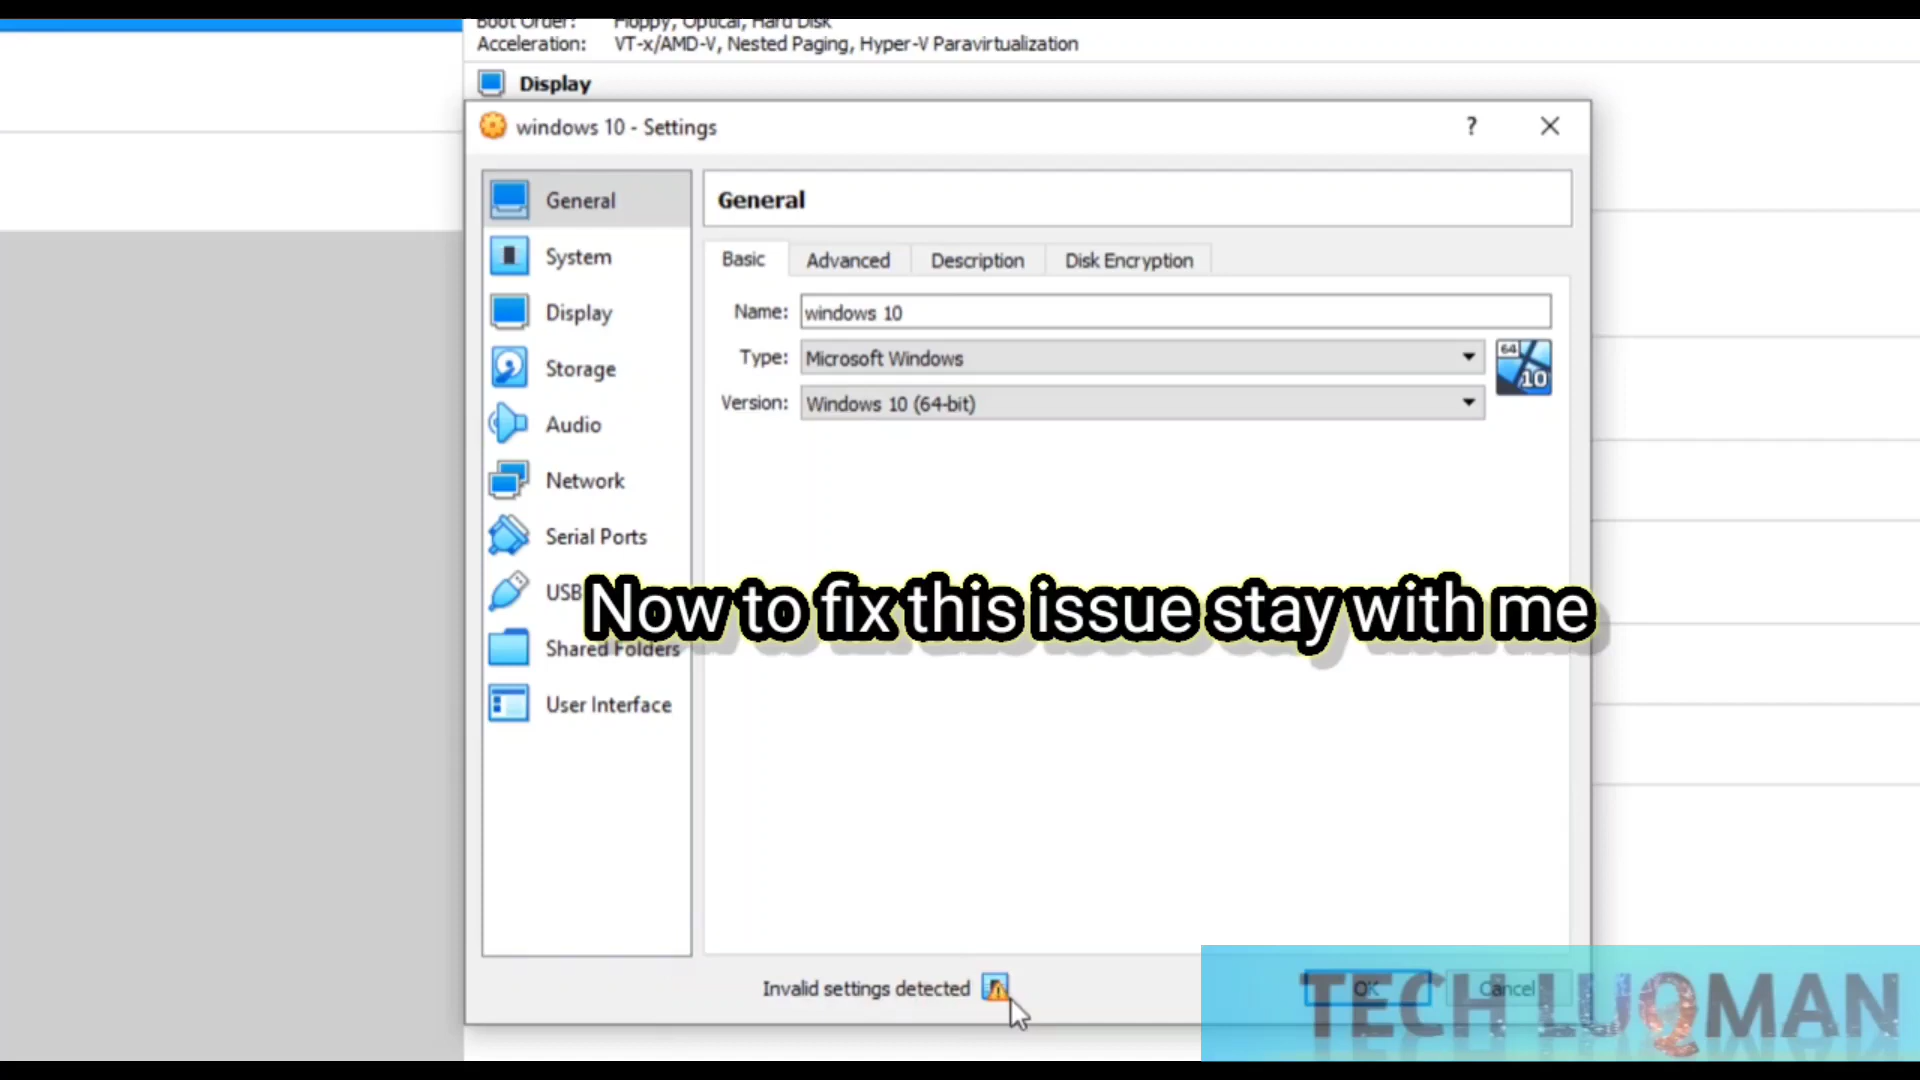 Boot Order: Floppy, Optical, Hard Disk
Acceleration: VT-x/AMD-V, Nested Paging, Hyper-V Paravirtualization
Display
windows 10 - Settings
?
General
System
Display
Storage
Audio
Network
Serial Ports
USB
Shared Folders
User Interface
General
Basic Advanced Description Disk Encryption
Name: windows 10
Type: Microsoft Windows
64
10
Version: Windows 10 (64-bit)
Now to fix this issue stay with me
Invalid settings detected
OK Cancel
TECH LUQMAN